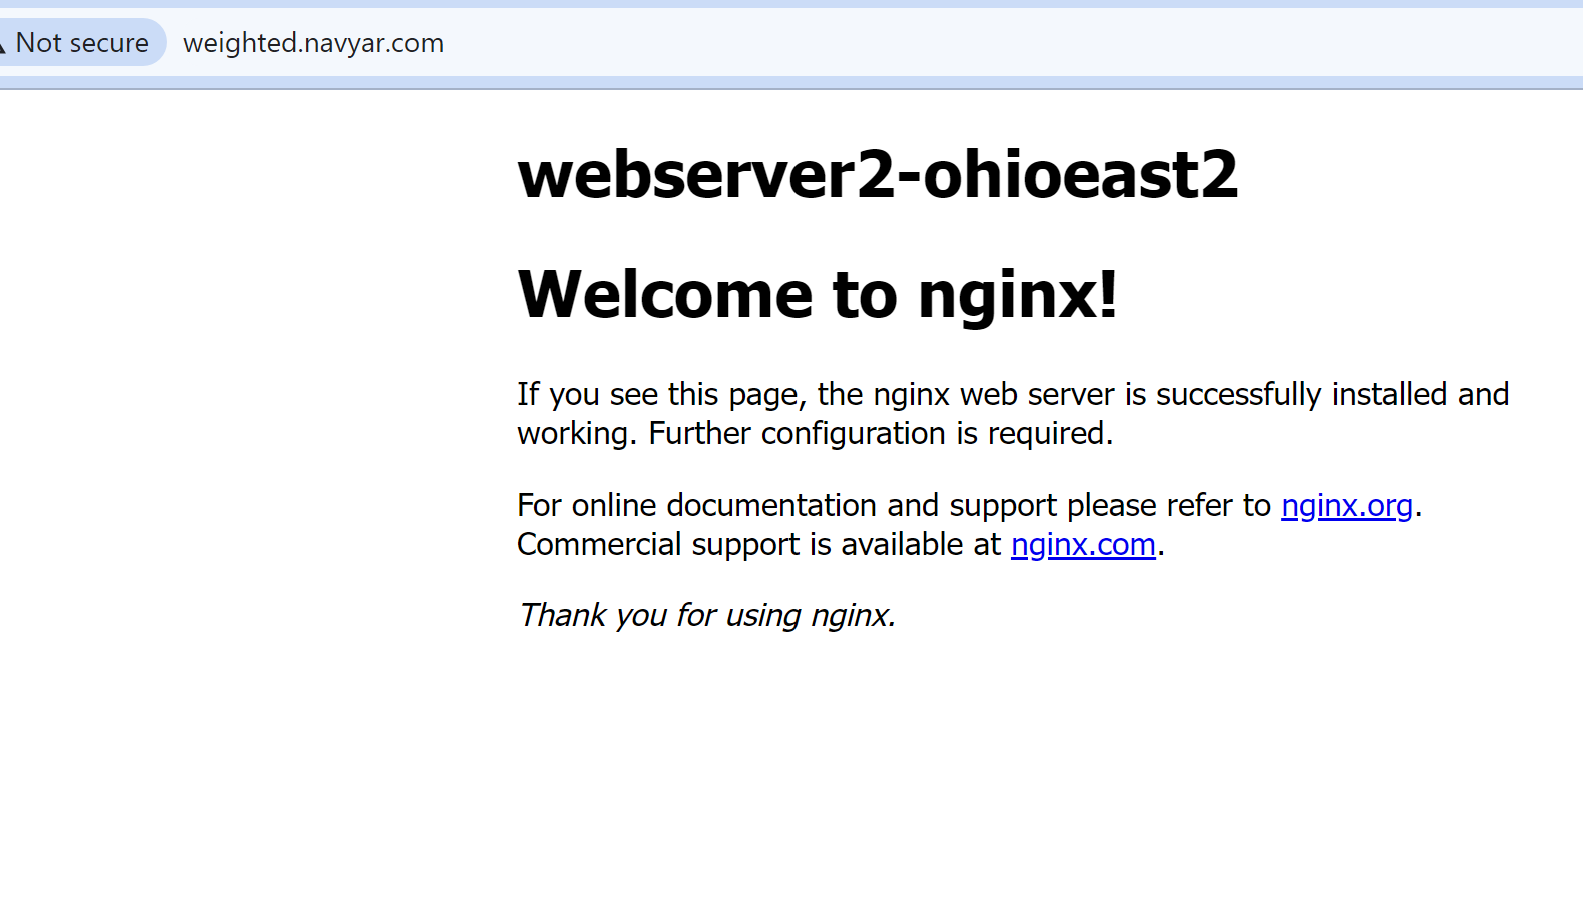 Not secure weighted.navyar.com
webserver2-ohioeast2
Welcome to nginx!
If you see this page, the nginx web server is successfully installed and
working. Further configuration is required.
For online documentation and support please refer to nginx.org.
Commercial support is available at nginx.com.
Thank you for using nginx.